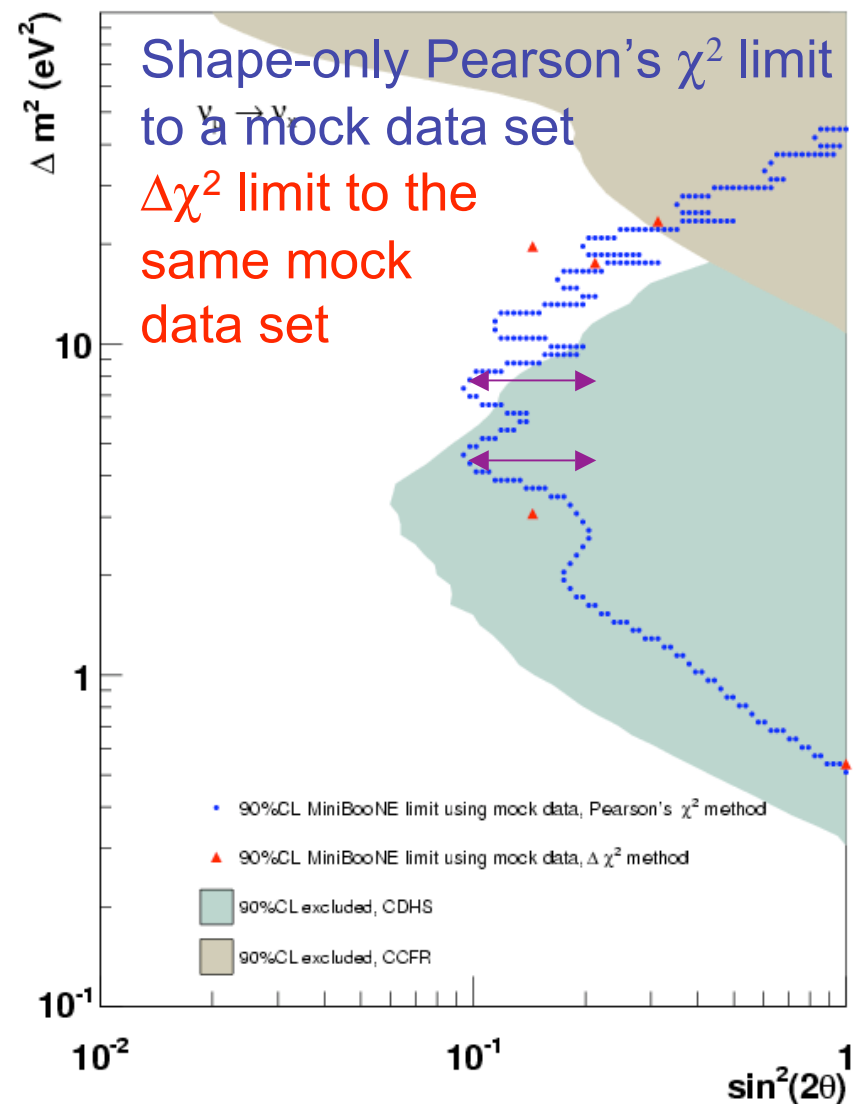 Shape-only Pearson's χ² limit
to a mock data set
Δχ² limit to the
same mock
data set
Δ m² (eV²)
10
1
10⁻¹
90%CL MiniBooNE limit using mock data, Pearson's χ² method
90%CL MiniBooNE limit using mock data, Δ χ² method
90%CL excluded, CDHS
90%CL excluded, CCFR
10⁻²
10⁻¹
1
sin²(2θ)